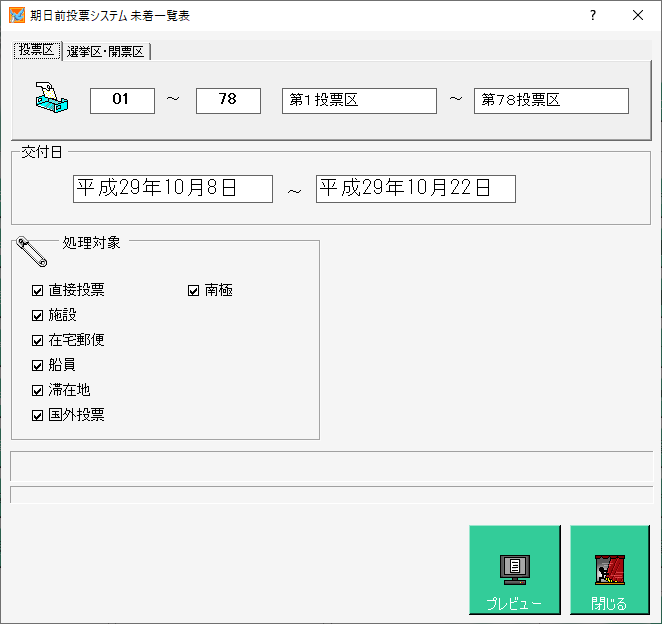 期日前投票システム 未着一覧表 ?
投票区 選挙区・開票区
01 ～ 78 第1投票区 ～ 第78投票区
交付日
平成29年10月8日 ～ 平成29年10月22日
処理対象
直接投票 南極
施設
在宅郵便
船員
滞在地
国外投票
プレビュー 閉じる